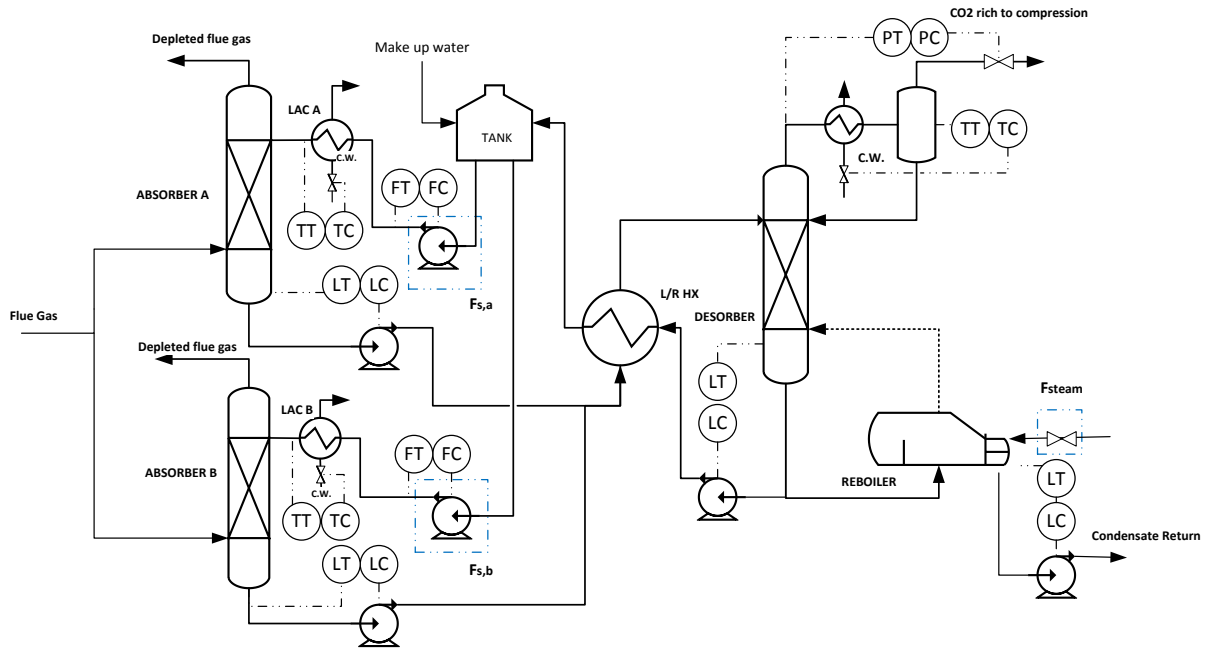 CO2 rich to compression
Depleted flue gas
PT
PC
Make up water
LAC A
TANK
TT
TC
C.W.
C.W.
FT
FC
ABSORBER A
TT
TC
LT
LC
Fs,a
L/R HX
DESORBER
Flue Gas
Depleted flue gas
LT
LC
Fsteam
LAC B
FT
FC
ABSORBER B
C.W.
TT
TC
REBOILER
LT
LC
LT
LC
Fs,b
Condensate Return